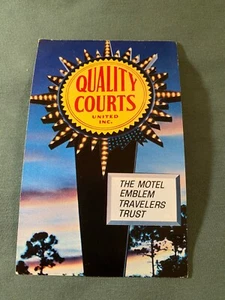 QUALITY
COURTS
UNITED
INC.
THE MOTEL
EMBLEM
TRAVELERS
TRUST